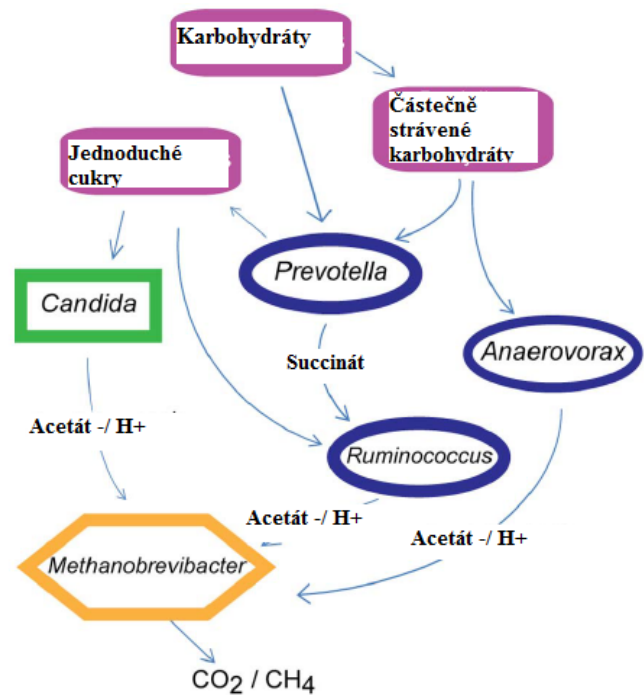 Karbohydráty
Částečně
strávené
karbohydráty
Jednoduché
cukry
Prevotella
Candida
Anaerovorax
Succinát
Acetát -/ H+
Ruminococcus
Acetát -/ H+
Acetát -/ H+
Methanobrevibacter
CO2 / CH4